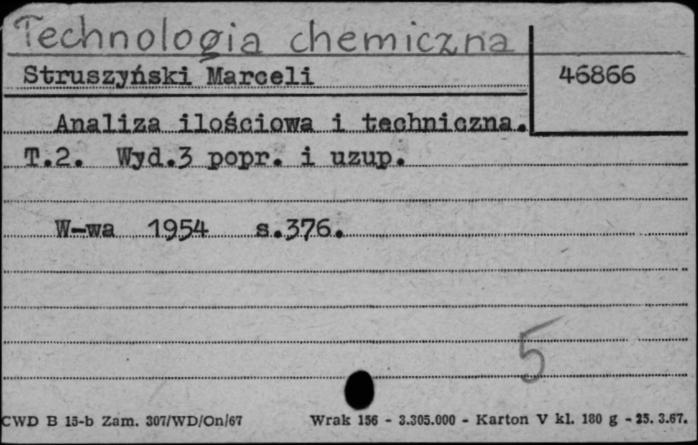 Technologia chemiczna
Struszyński Marceli
46866
Analiza ilościowa i techniczna.
T.2. Wyd.3 popr. i uzup.
W-wa 1954 s.376.
5
CWD B 15-b Zam. 307/WD/On/67 Wrak 156 - 3.305.000 - Karton V kl. 180 g - 25. 3.67.